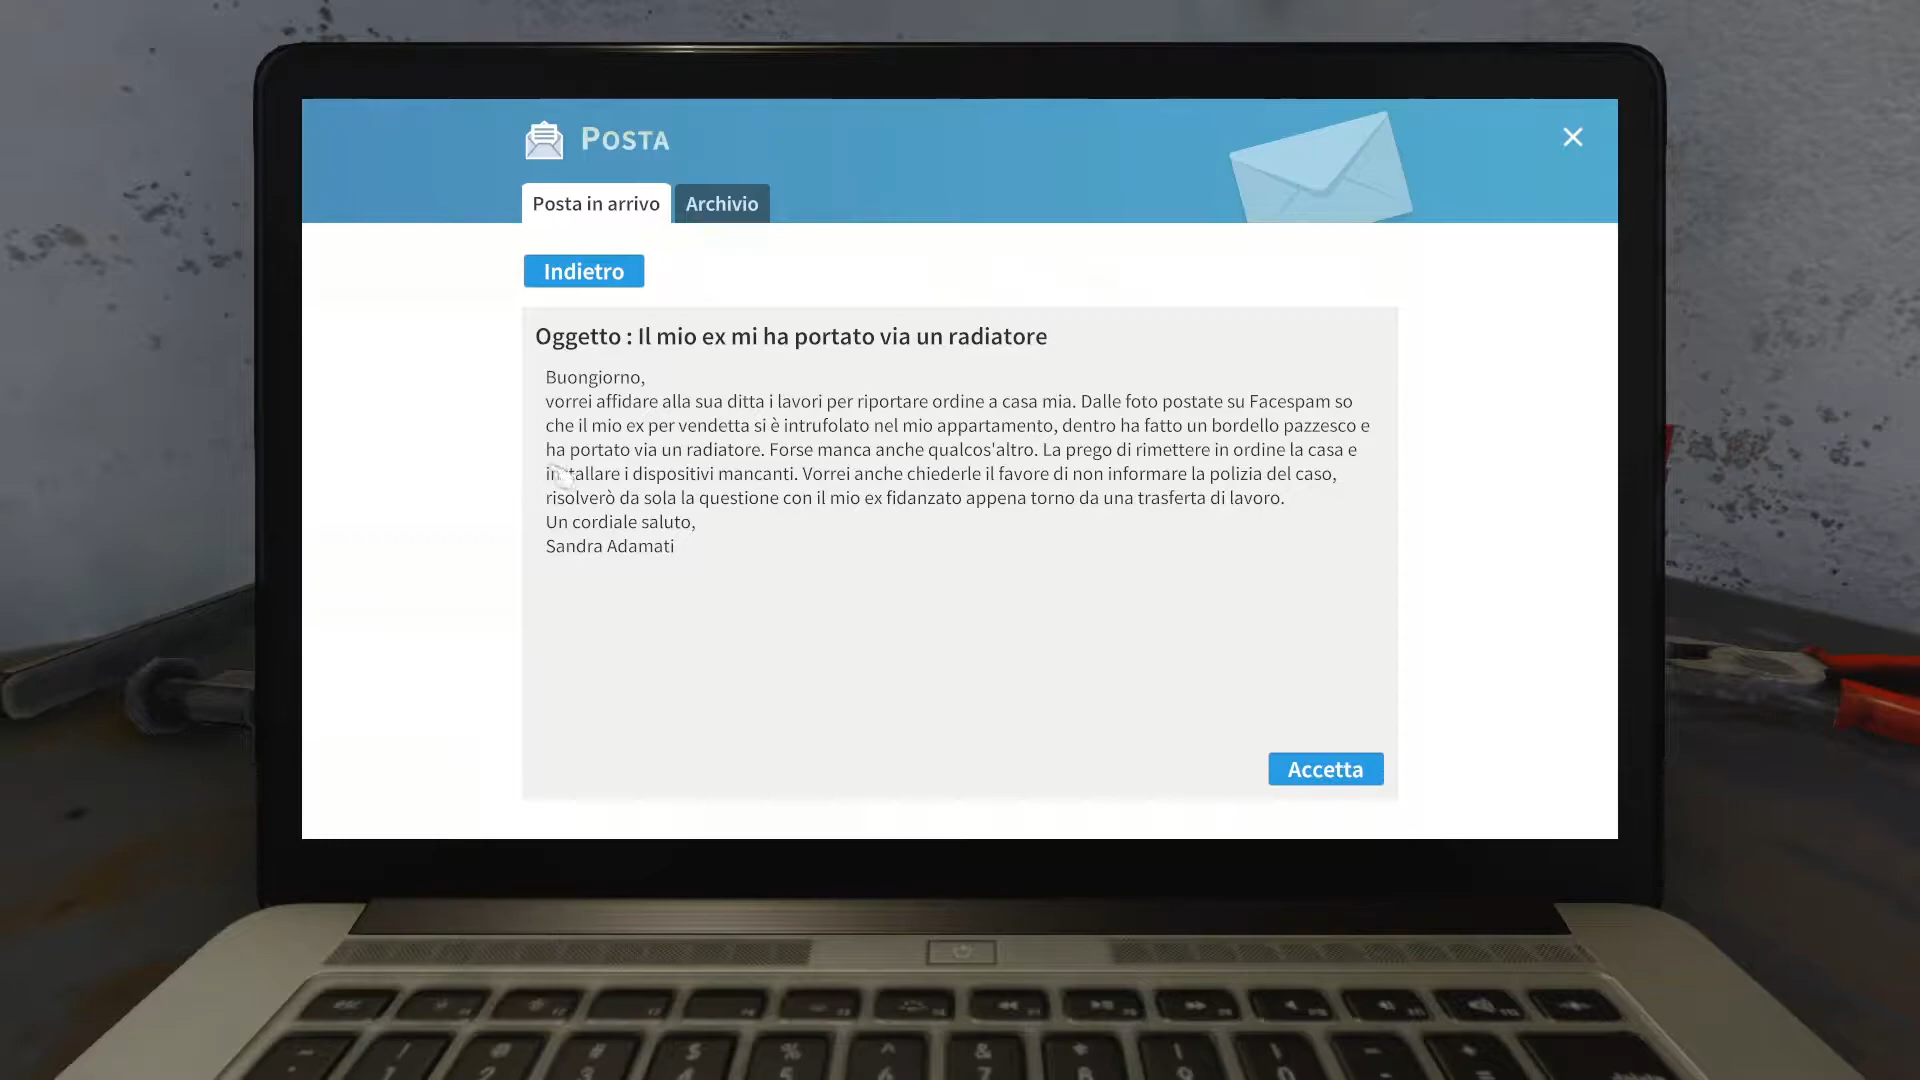 POSTA
Posta in arrivo
Archivio
Indietro
Oggetto : Il mio ex mi ha portato via un radiatore
Buongiorno,
vorrei affidare alla sua ditta i lavori per riportare ordine a casa mia. Dalle foto postate su Facespam so
che il mio ex per vendetta si è intrufolato nel mio appartamento, dentro ha fatto un bordello pazzesco e
ha portato via un radiatore. Forse manca anche qualcos'altro. La prego di rimettere in ordine la casa e
installare i dispositivi mancanti. Vorrei anche chiederle il favore di non informare la polizia del caso,
risolverò da sola la questione con il mio ex fidanzato appena torno da una trasferta di lavoro.
Un cordiale saluto,
Sandra Adamati
Accetta